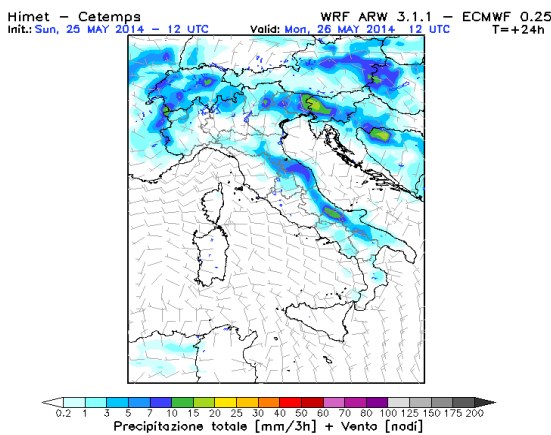 Himet – Cetemps WRF ARW 3.1.1 – ECMWF 0.25
Init.: Sun, 25 MAY 2014 – 12 UTC Valid: Mon, 26 MAY 2014 12 UTC T=+24h
0.2 1 3 5 7 10 15 20 25 30 40 50 60 70 80 100 125 150 175 200
Precipitazione totale [mm/3h] + Vento [nodi]